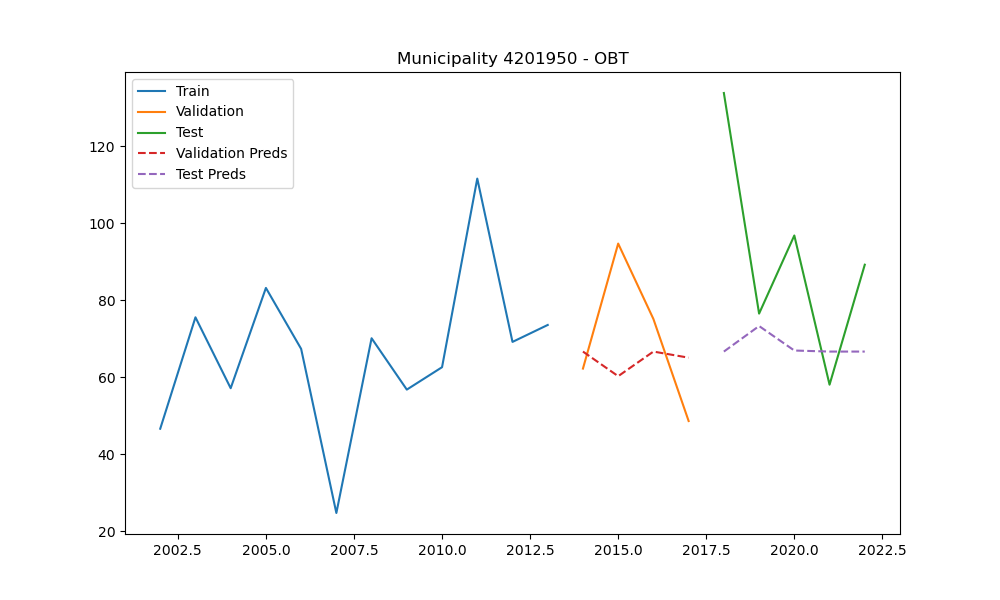 Municipality 4201950 - OBT
Train
Validation
Test
Validation Preds
Test Preds
120
100
80
60
40
20
2002.5 2005.0 2007.5 2010.0 2012.5 2015.0 2017.5 2020.0 2022.5